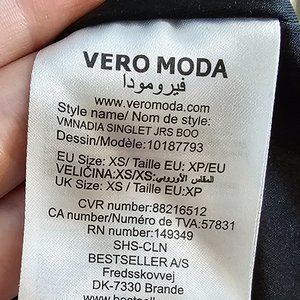 VERO MODA
فيرومودا
www.veromoda.com
Style name/ Nom de style:
VMNADIA SINGLET JRS BOO
Dessin/Modèle: 10187793
EU Size: XS/ Taille EU: XP/EU
VELIČINA:XS/XS:المقاس الأوروبي
UK Size: XS/ Taille EU:XP
CVR number:88216512
CA number/Numéro de TVA:57831
RN number:149349
SHS-CLN
BESTSELLER A/S
Fredsskovvej
DK-7330 Brande